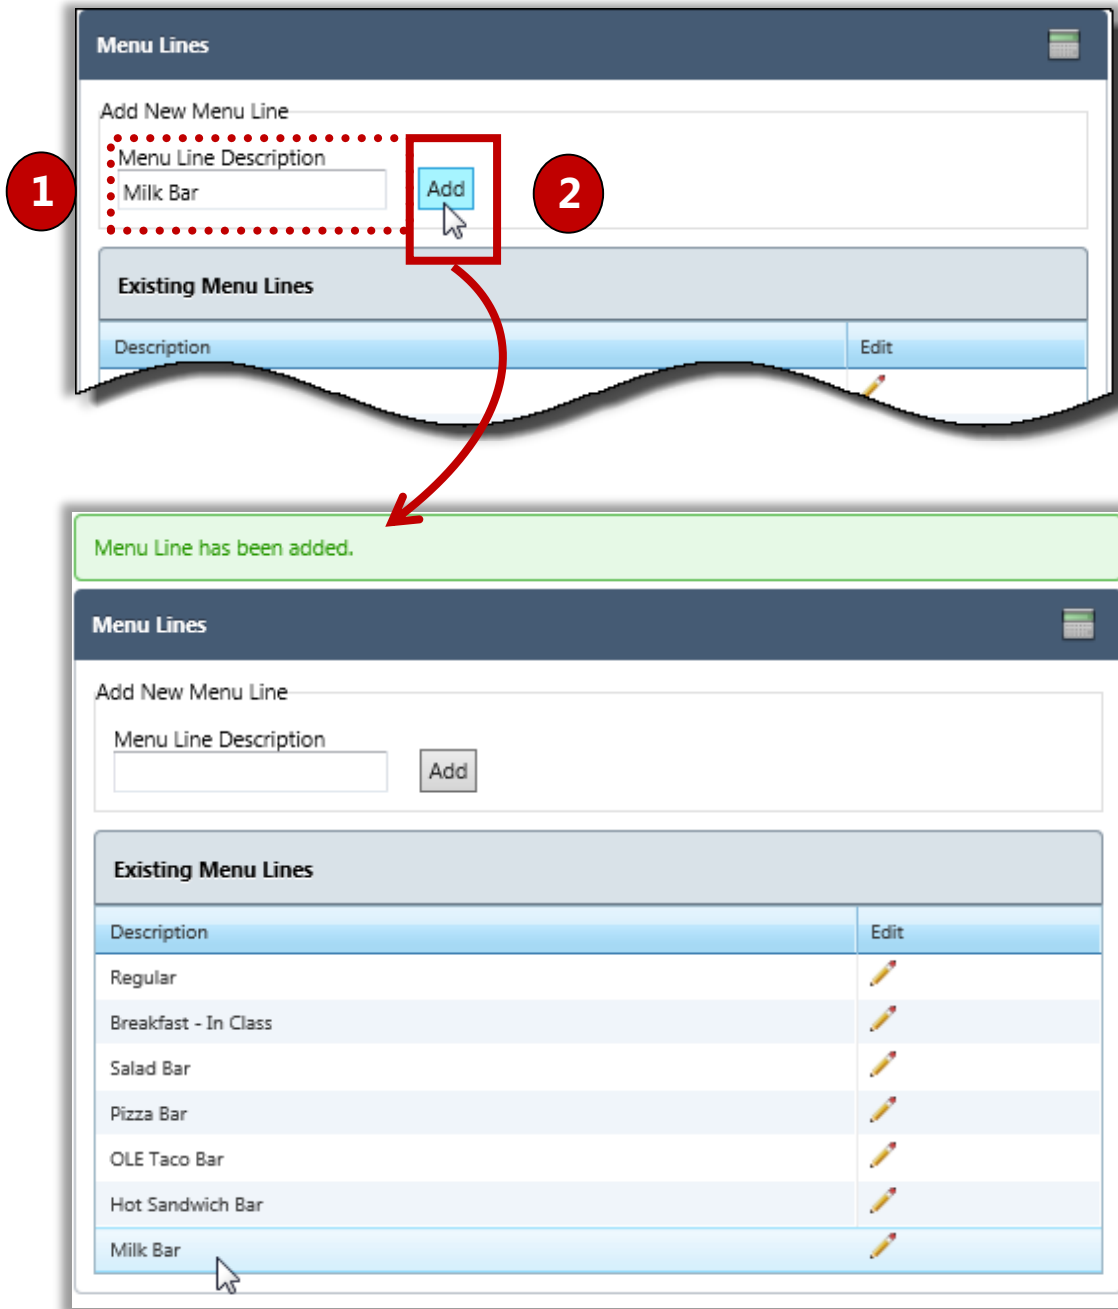 Menu Lines
Add New Menu Line
Menu Line Description
1
Milk Bar
Add
2
Existing Menu Lines
Description
Edit
Menu Line has been added.
Menu Lines
Add New Menu Line
Menu Line Description
Add
Existing Menu Lines
Description
Edit
Regular
Breakfast - In Class
Salad Bar
Pizza Bar
OLE Taco Bar
Hot Sandwich Bar
Milk Bar